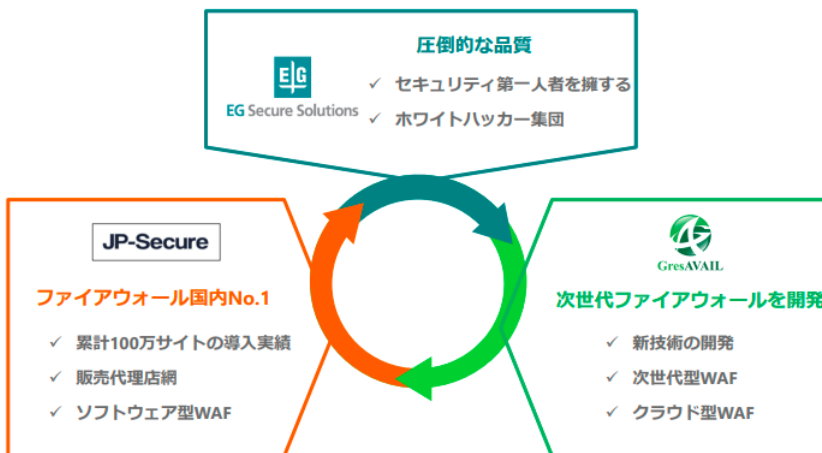 圧倒的な品質
EG
EG Secure Solutions
✓ セキュリティ第一人者を擁する
✓ ホワイトハッカー集団
JP-Secure
ファイアウォール国内No.1
✓ 累計100万サイトの導入実績
✓ 販売代理店網
✓ ソフトウェア型WAF
GresAVAIL
次世代ファイアウォールを開発
✓ 新技術の開発
✓ 次世代型WAF
✓ クラウド型WAF